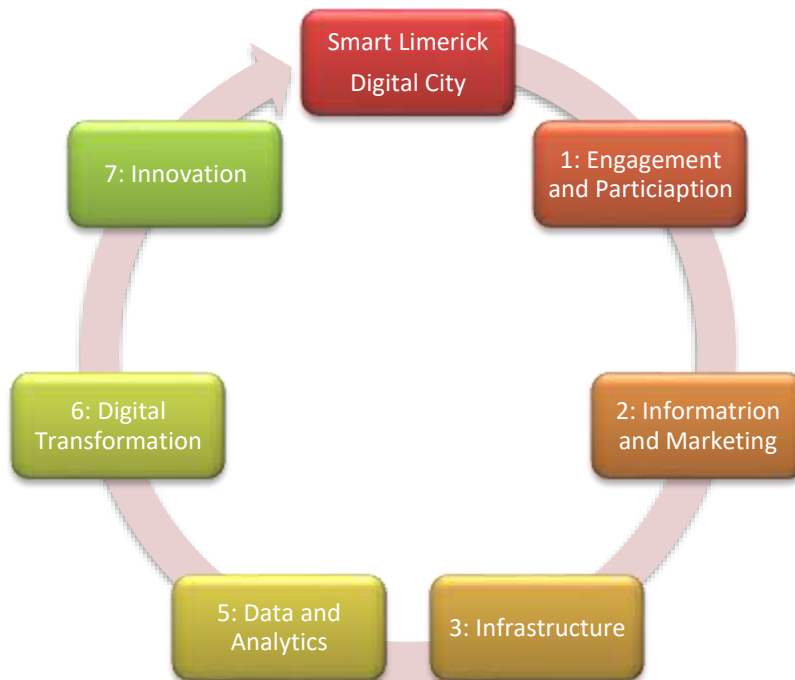 Smart Limerick
Digital City
1: Engagement
and Particiaption
2: Informatrion
and Marketing
3: Infrastructure
5: Data and
Analytics
6: Digital
Transformation
7: Innovation